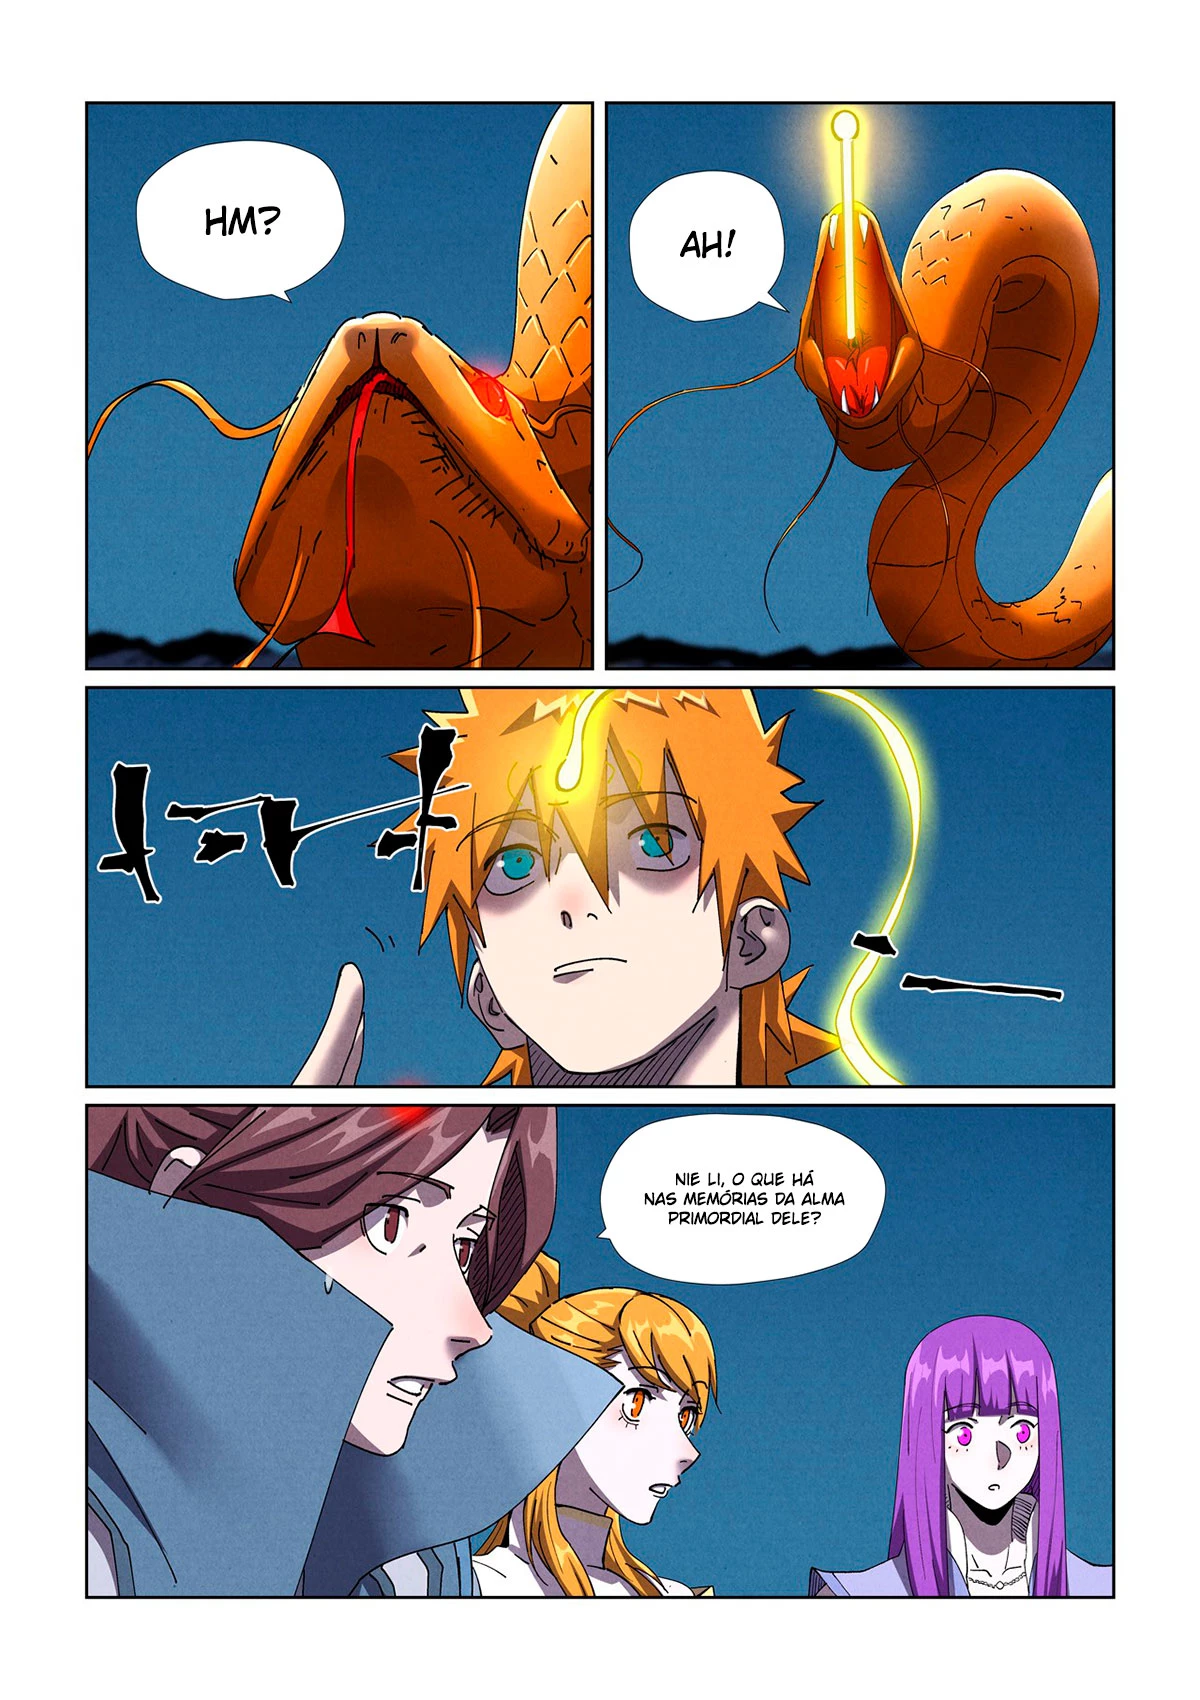 HM?
AH!
NIE LI, O QUE HÁ
NAS MEMÓRIAS DA ALMA
PRIMORDIAL DELE?